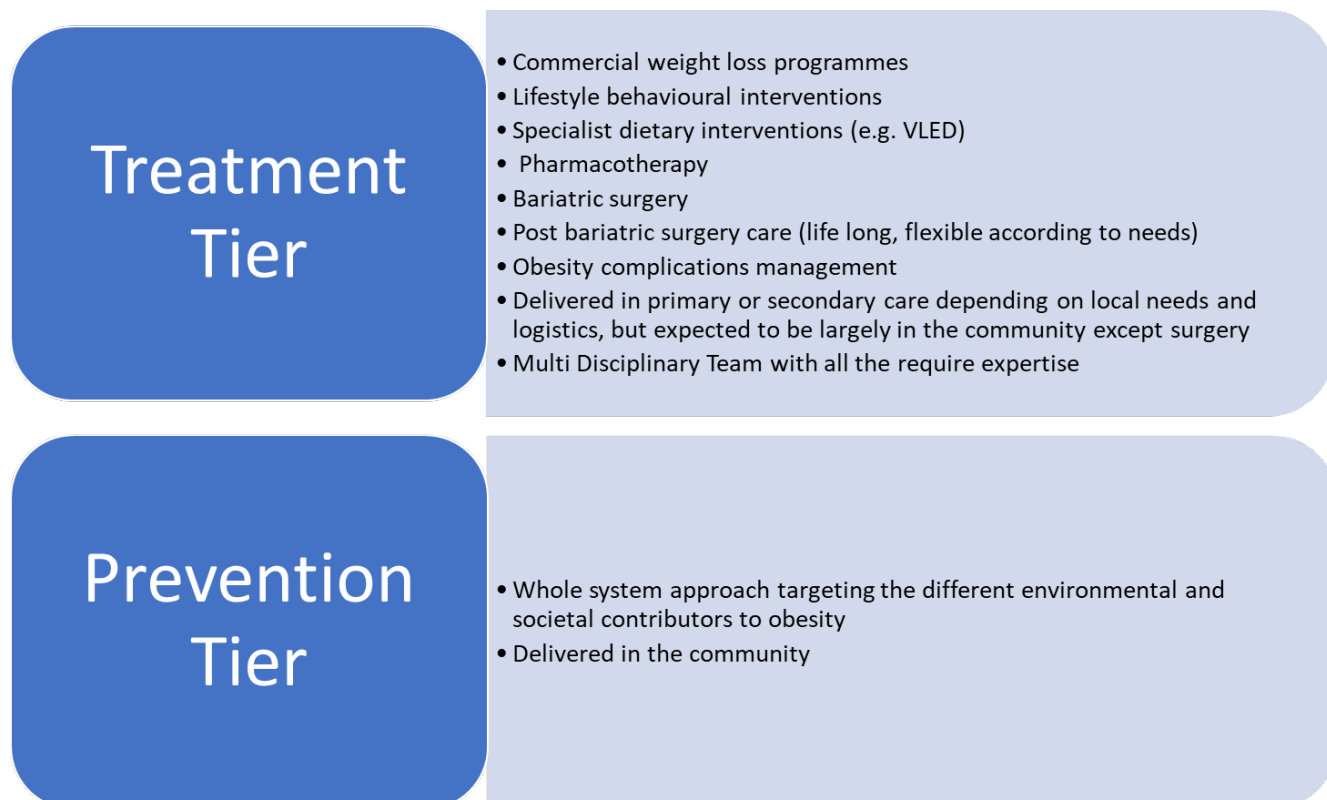 Treatment
Tier
• Commercial weight loss programmes
• Lifestyle behavioural interventions
• Specialist dietary interventions (e.g. VLED)
• Pharmacotherapy
• Bariatric surgery
• Post bariatric surgery care (life long, flexible according to needs)
• Obesity complications management
• Delivered in primary or secondary care depending on local needs and
logistics, but expected to be largely in the community except surgery
• Multi Disciplinary Team with all the require expertise
Prevention
Tier
• Whole system approach targeting the different environmental and
societal contributors to obesity
• Delivered in the community